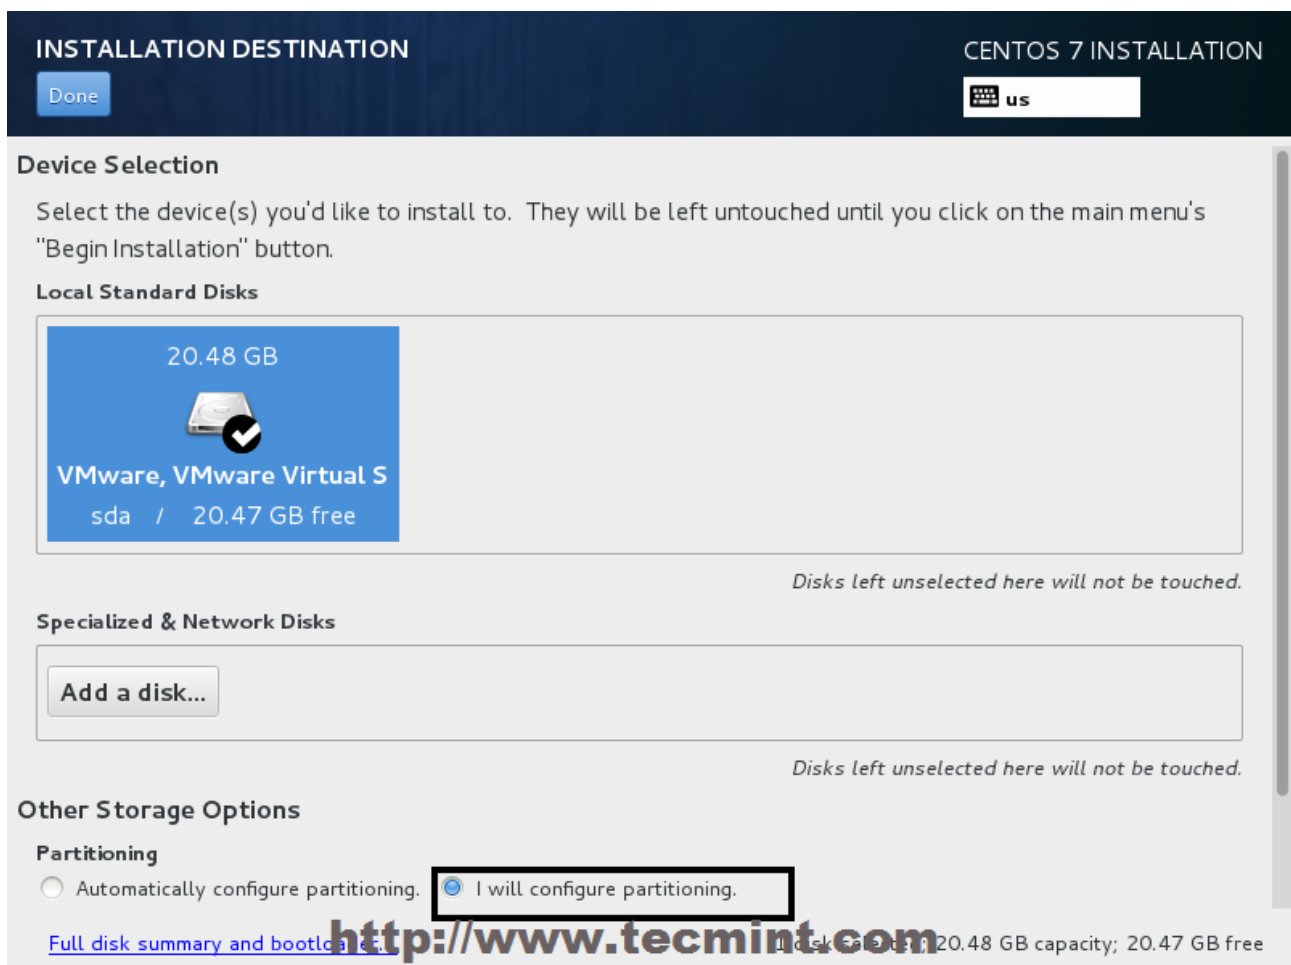 INSTALLATION DESTINATION
CENTOS 7 INSTALLATION
Done
us
Device Selection
Select the device(s) you'd like to install to.  They will be left untouched until you click on the main menu's
"Begin Installation" button.
Local Standard Disks
20.48 GB
VMware, VMware Virtual S
sda / 20.47 GB free
Disks left unselected here will not be touched.
Specialized & Network Disks
Add a disk...
Disks left unselected here will not be touched.
Other Storage Options
Partitioning
Automatically configure partitioning. I will configure partitioning.
Full disk summary and bootloader... 1 disk selected; 20.48 GB capacity; 20.47 GB free
http://www.tecmint.com